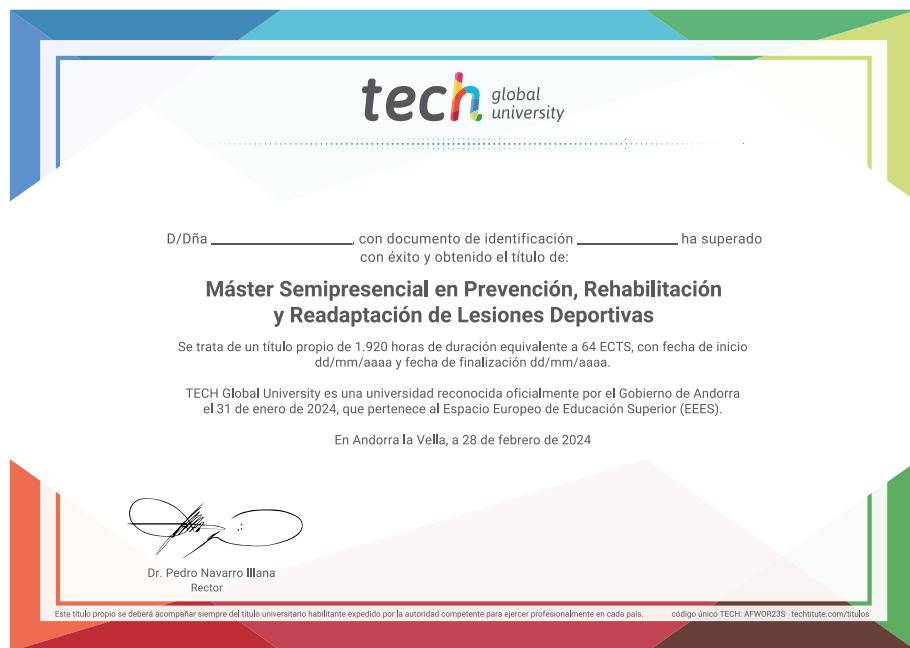 tech global university
D/Dña ____________________, con documento de identificación ______________ ha superado
con éxito y obtenido el título de:
Máster Semipresencial en Prevención, Rehabilitación
y Readaptación de Lesiones Deportivas
Se trata de un título propio de 1.920 horas de duración equivalente a 64 ECTS, con fecha de inicio
dd/mm/aaaa y fecha de finalización dd/mm/aaaa.
TECH Global University es una universidad reconocida oficialmente por el Gobierno de Andorra
el 31 de enero de 2024, que pertenece al Espacio Europeo de Educación Superior (EEES).
En Andorra la Vella, a 28 de febrero de 2024
Dr. Pedro Navarro Illana
Rector
Este título propio se deberá acompañar siempre del título universitario habilitante expedido por la autoridad competente para ejercer profesionalmente en cada país. código único TECH: AFWOR23S techtitute.com/titulos